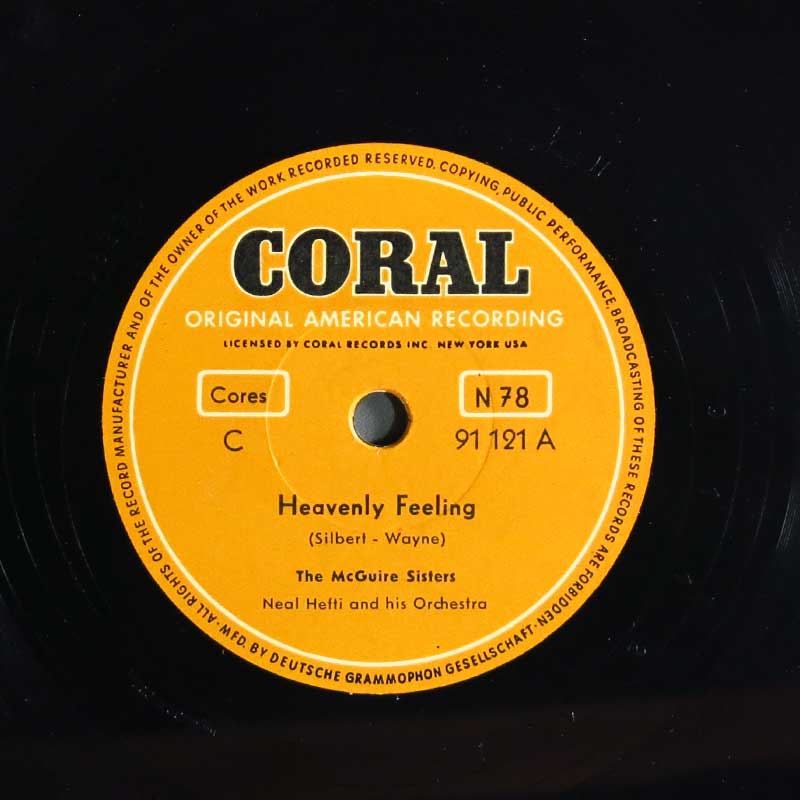 CORAL
ORIGINAL AMERICAN RECORDING
LICENSED BY CORAL RECORDS INC. NEW YORK USA
Cores
N 78
C
91 121 A
Heavenly Feeling
(Silbert - Wayne)
The McGuire Sisters
Neal Hefti and his Orchestra
ALL RIGHTS OF THE RECORD MANUFACTURER AND OF THE OWNER OF THE WORK RECORDED RESERVED. COPYING, PUBLIC PERFORMANCE, BROADCASTING OF THESE RECORDS ARE FORBIDDEN · MFD. BY DEUTSCHE GRAMMOPHON GESELLSCHAFT ·